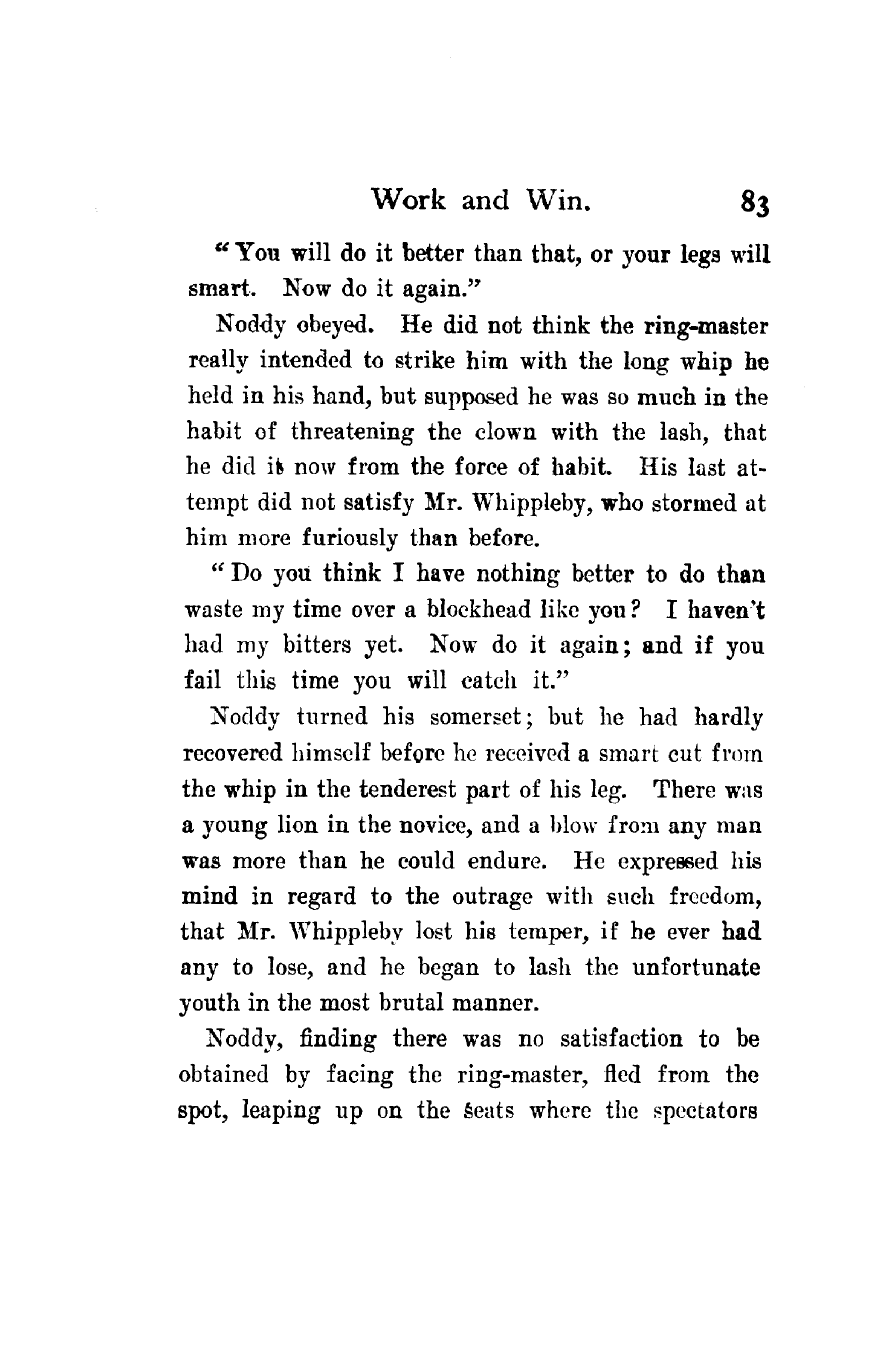 Work and Win. 83
“You will do it better than that, or your legs will
smart. Now do it again.”
Noddy obeyed. He did not think the ring-master
really intended to strike him with the long whip he
held in his hand, but supposed he was so much in the
habit of threatening the clown with the lash, that
he did it now from the force of habit. His last at-
tempt did not satisfy Mr. Whippleby, who stormed at
him more furiously than before.
“Do you think I have nothing better to do than
waste my time over a blockhead like you? I haven’t
had my bitters yet. Now do it again; and if you
fail this time you will catch it.”
Noddy turned his somerset; but he had hardly
recovered himself before he received a smart cut from
the whip in the tenderest part of his leg. There was
a young lion in the novice, and a blow from any man
was more than he could endure. He expressed his
mind in regard to the outrage with such freedom,
that Mr. Whippleby lost his temper, if he ever had
any to lose, and he began to lash the unfortunate
youth in the most brutal manner.
Noddy, finding there was no satisfaction to be
obtained by facing the ring-master, fled from the
spot, leaping up on the seats where the spectators